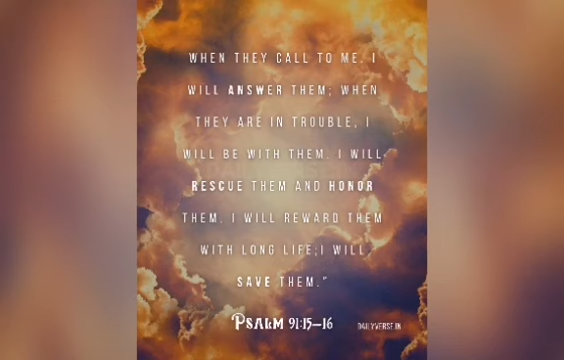 WHEN THEY CALL TO ME. I
WILL ANSWER THEM; WHEN
THEY ARE IN TROUBLE, I
WILL BE WITH THEM. I WILL
RESCUE THEM AND HONOR
THEM. I WILL REWARD THEM
WITH LONG LIFE;I WILL
SAVE THEM.”
PSALM 91:15–16
DAILYVERSE.IN